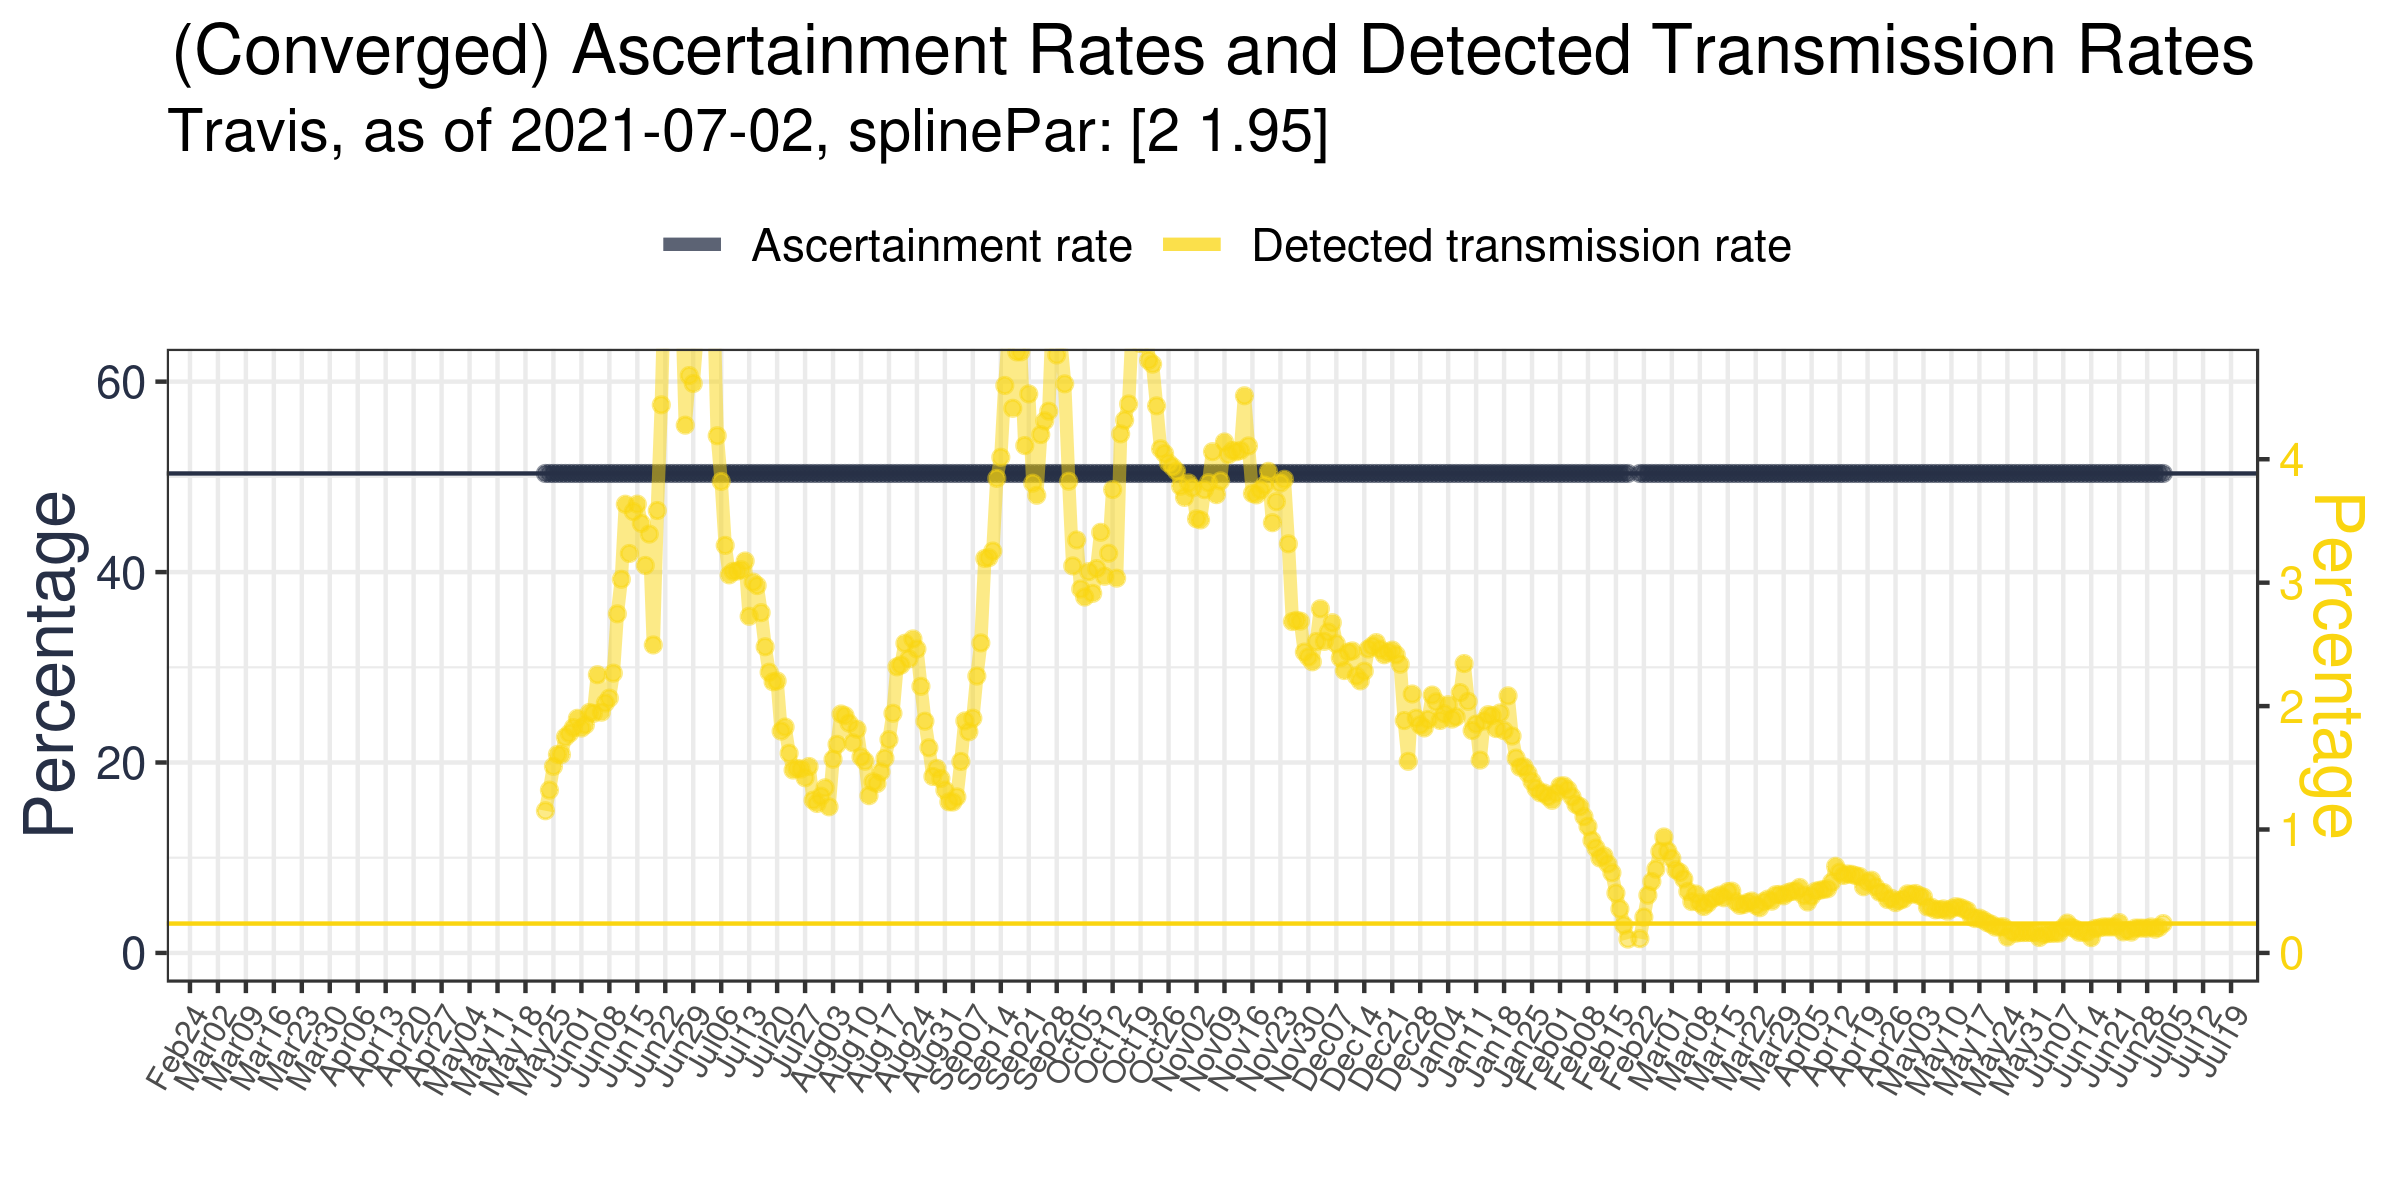 (Converged) Ascertainment Rates and Detected Transmission Rates
Travis, as of 2021-07-02, splinePar: [2 1.95]
Ascertainment rate
Detected transmission rate
Percentage
60
40
20
0
4
3
2
1
0
Percentage
Feb24
Mar02
Mar09
Mar16
Mar23
Mar30
Apr06
Apr13
Apr20
Apr27
May04
May11
May18
May25
Jun01
Jun08
Jun15
Jun22
Jun29
Jul06
Jul13
Jul20
Jul27
Aug03
Aug10
Aug17
Aug24
Aug31
Sep07
Sep14
Sep21
Sep28
Oct05
Oct12
Oct19
Oct26
Nov02
Nov09
Nov16
Nov23
Nov30
Dec07
Dec14
Dec21
Dec28
Jan04
Jan11
Jan18
Jan25
Feb01
Feb08
Feb15
Feb22
Mar01
Mar08
Mar15
Mar22
Mar29
Apr05
Apr12
Apr19
Apr26
May03
May10
May17
May24
May31
Jun07
Jun14
Jun21
Jun28
Jul05
Jul12
Jul19